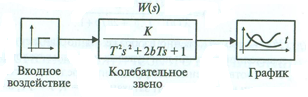 W(s)
K
T²s² + 2bTs + 1
t
Входное воздействие
Колебательное звено
График